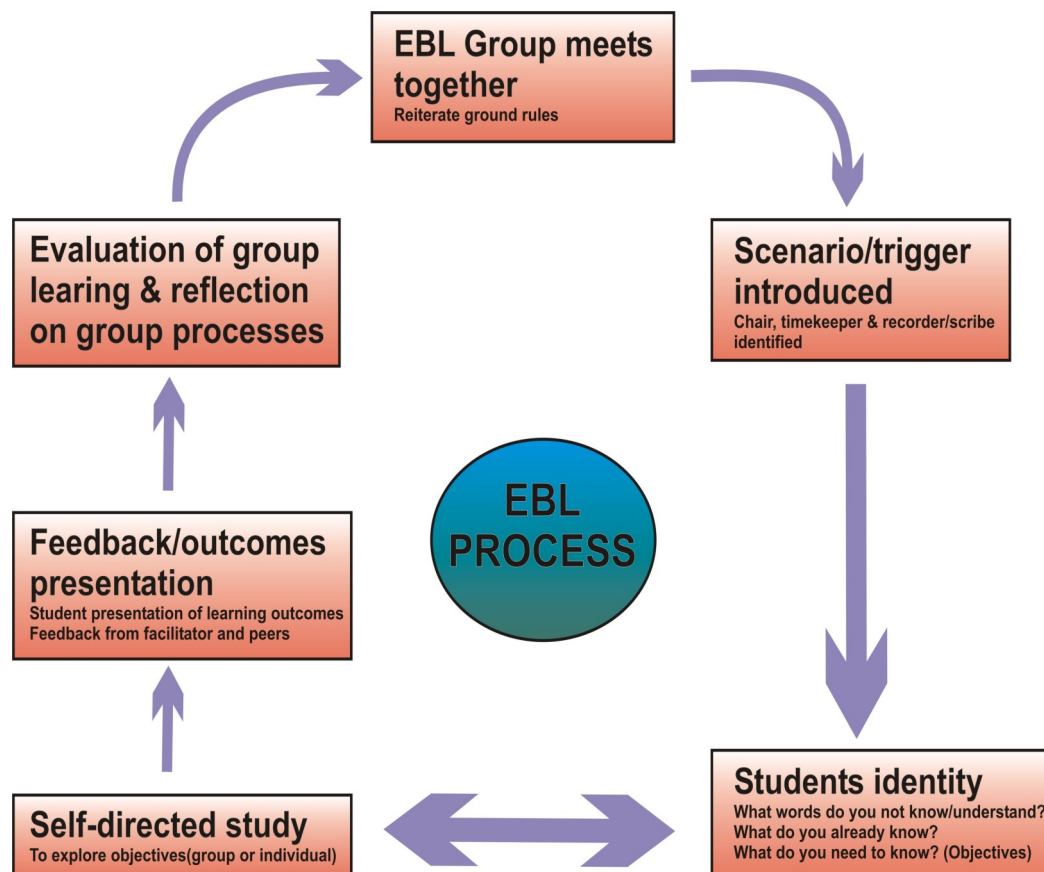 EBL Group meets
together
Reiterate ground rules
Scenario/trigger
introduced
Chair, timekeeper & recorder/scribe
identified
Students identity
What words do you not know/understand?
What do you already know?
What do you need to know? (Objectives)
Self-directed study
To explore objectives(group or individual)
Feedback/outcomes
presentation
Student presentation of learning outcomes
Feedback from facilitator and peers
Evaluation of group
learing & reflection
on group processes
EBL
PROCESS